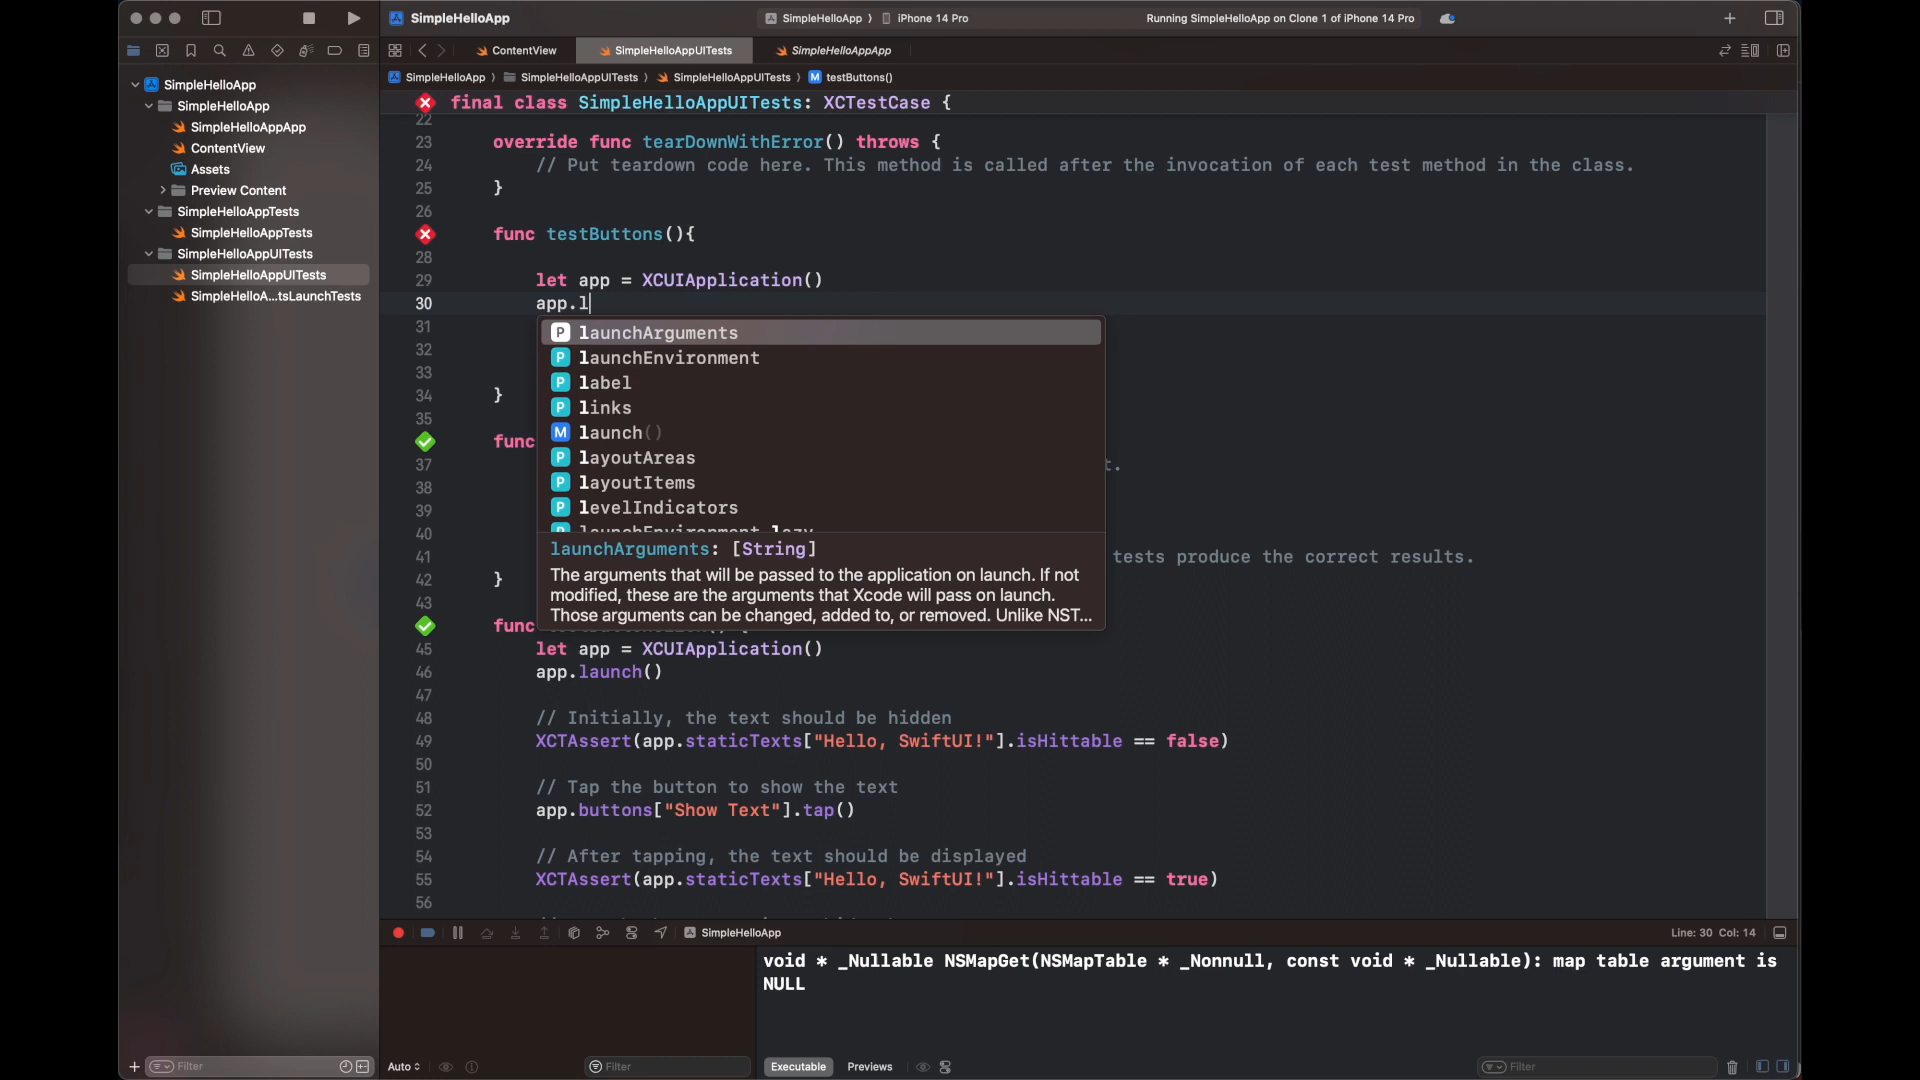 SimpleHelloApp
SimpleHelloApp
iPhone 14 Pro
Running SimpleHelloApp on Clone 1 of iPhone 14 Pro
ContentView
SimpleHelloAppUITests
SimpleHelloAppApp
SimpleHelloApp
SimpleHelloAppUITests
SimpleHelloAppUITests
M testButtons()
SimpleHelloApp
SimpleHelloApp
SimpleHelloAppApp
ContentView
Assets
Preview Content
SimpleHelloAppTests
SimpleHelloAppTests
SimpleHelloAppUITests
SimpleHelloAppUITests
SimpleHelloA...tsLaunchTests
final class SimpleHelloAppUITests: XCTestCase {
22
23 override func tearDownWithError() throws {
24 // Put teardown code here. This method is called after the invocation of each test method in the class.
25 }
26
func testButtons(){
28
29 let app = XCUIApplication()
30 app.l
31
32
33
34 }
35
func
37 t.
38
39
40
41 tests produce the correct results.
42 }
43
func
P launchArguments
P launchEnvironment
P label
P links
M launch()
P layoutAreas
P layoutItems
P levelIndicators
launchEnvironment.lazy
launchArguments: [String]
The arguments that will be passed to the application on launch. If not
modified, these are the arguments that Xcode will pass on launch.
Those arguments can be changed, added to, or removed. Unlike NST...
45 let app = XCUIApplication()
46 app.launch()
47
48 // Initially, the text should be hidden
49 XCTAssert(app.staticTexts["Hello, SwiftUI!"].isHittable == false)
50
51 // Tap the button to show the text
52 app.buttons["Show Text"].tap()
53
54 // After tapping, the text should be displayed
55 XCTAssert(app.staticTexts["Hello, SwiftUI!"].isHittable == true)
56
SimpleHelloApp
Line: 30 Col: 14
void * _Nullable NSMapGet(NSMapTable * _Nonnull, const void * _Nullable): map table argument is
NULL
Filter
Auto
Filter
Executable
Previews
Filter